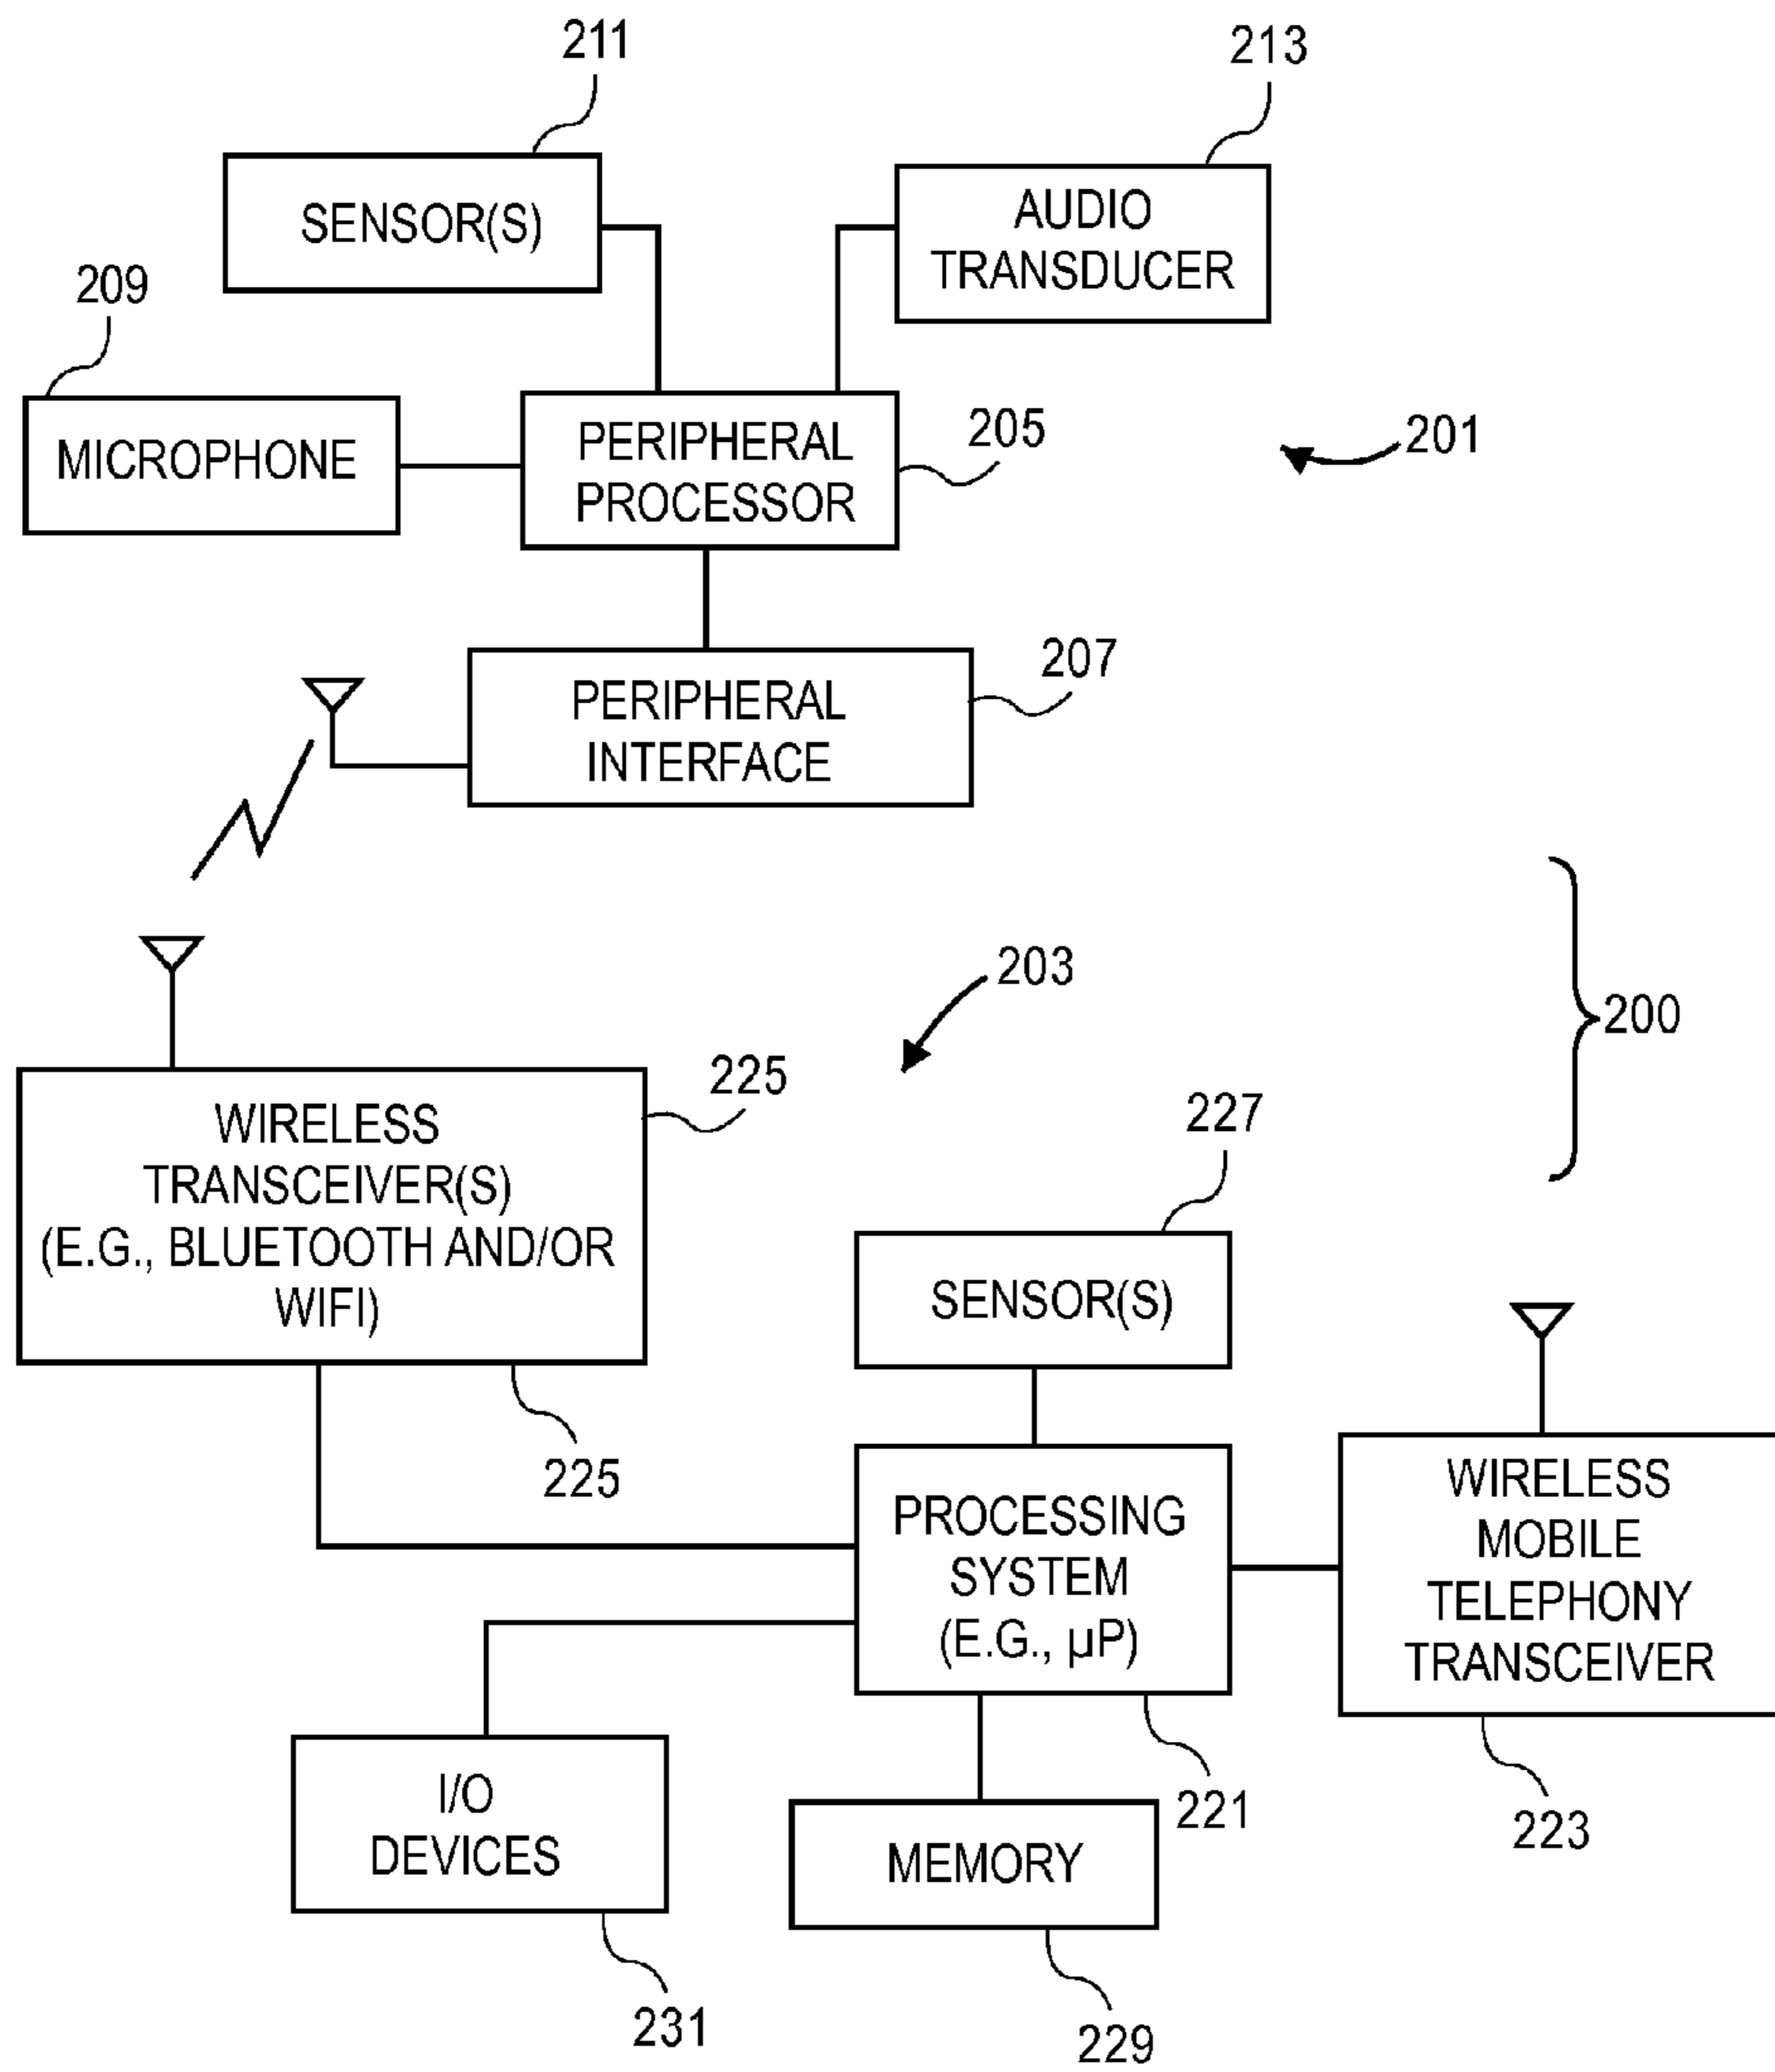 211
213
SENSOR(S)
AUDIO
TRANSDUCER
209
MICROPHONE
PERIPHERAL
PROCESSOR
205
201
PERIPHERAL
INTERFACE
207
203
200
225
WIRELESS
TRANSCEIVER(S)
(E.G., BLUETOOTH AND/OR
WIFI)
227
SENSOR(S)
225
PROCESSING
SYSTEM
(E.G., µP)
WIRELESS
MOBILE
TELEPHONY
TRANSCEIVER
I/O
DEVICES
221
223
MEMORY
231
229